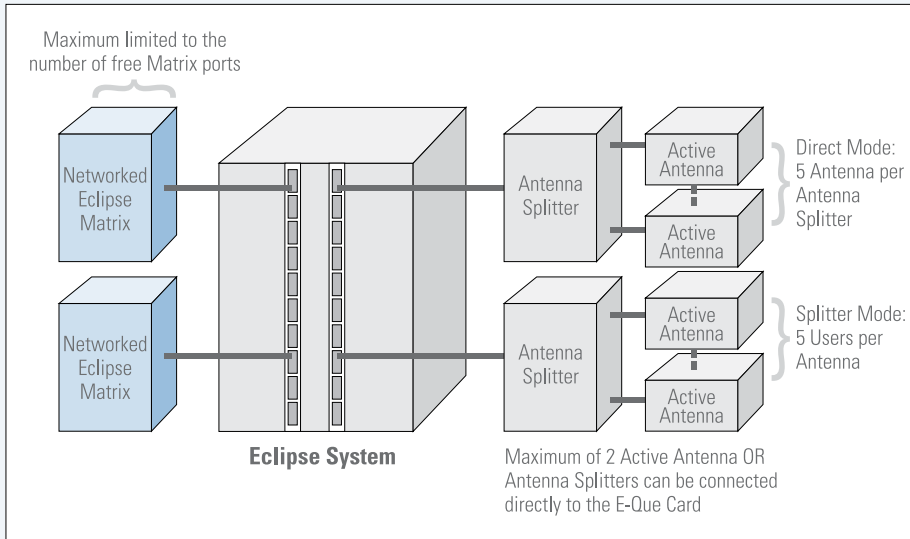 Maximum limited to the
number of free Matrix ports
Networked
Eclipse
Matrix
Antenna
Splitter
Active
Antenna
Active
Antenna
Direct Mode:
5 Antenna per
Antenna
Splitter
Networked
Eclipse
Matrix
Antenna
Splitter
Active
Antenna
Active
Antenna
Splitter Mode:
5 Users per
Antenna
Eclipse System
Maximum of 2 Active Antenna OR
Antenna Splitters can be connected
directly to the E-Que Card